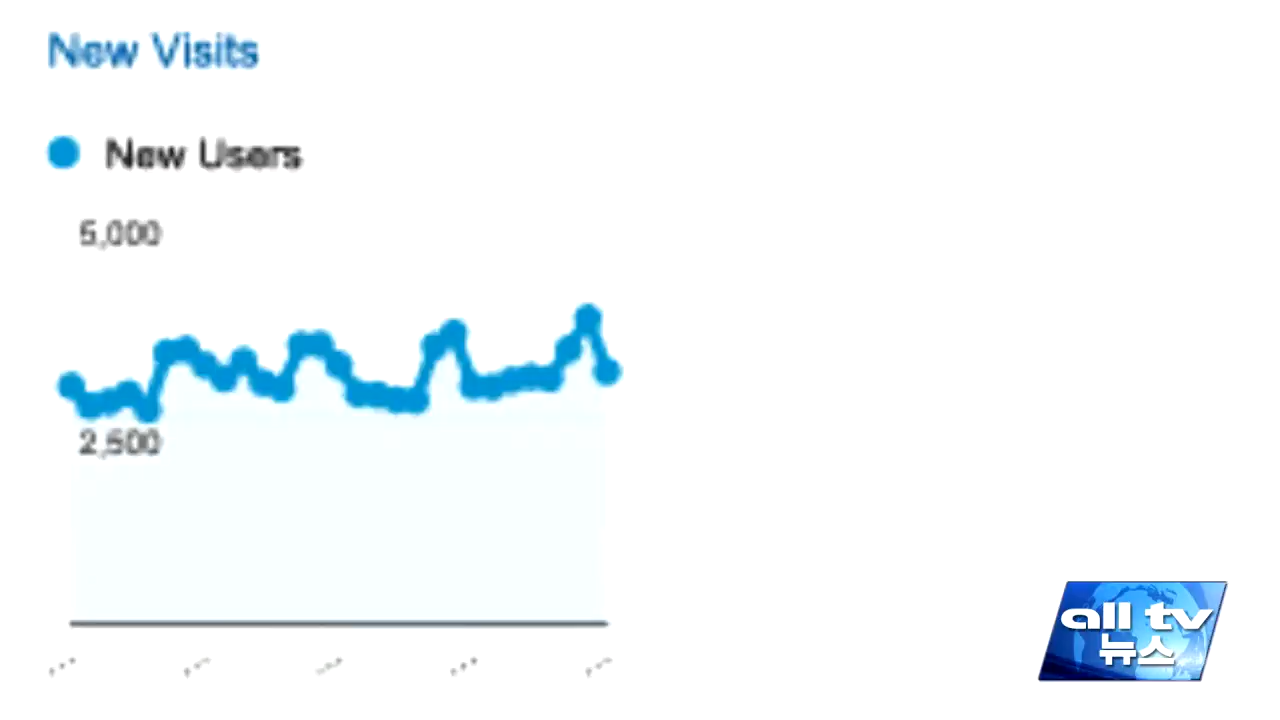 New Visits
New Users
5,000
2,500
all tv
뉴스